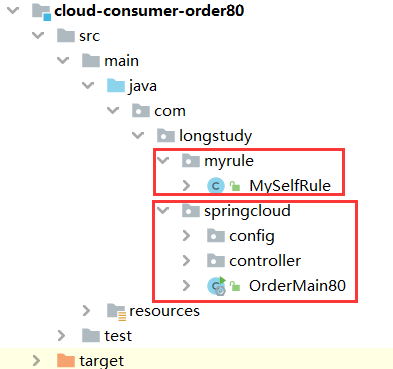 cloud-consumer-order80
src
main
java
com
longstudy
myrule
MySelfRule
springcloud
config
controller
OrderMain80
resources
test
target